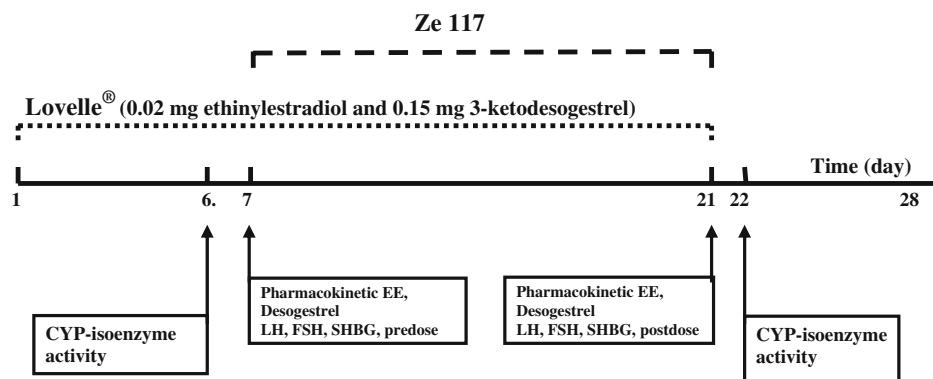 Ze 117
Lovelle® (0.02 mg ethinylestradiol and 0.15 mg 3-ketodesogestrel)
Time (day)
1 6. 7 21 22 28
Pharmacokinetic EE,
Desogestrel
LH, FSH, SHBG, predose
Pharmacokinetic EE,
Desogestrel
LH, FSH, SHBG, postdose
CYP-isoenzyme
activity
CYP-isoenzyme
activity